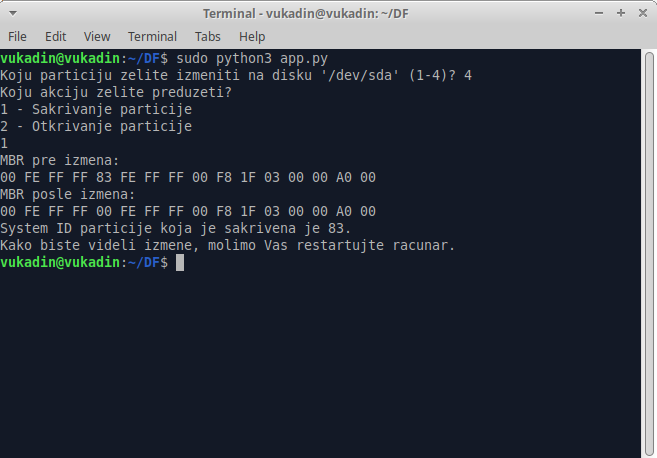 Terminal - vukadin@vukadin: ~/DF
File Edit View Terminal Tabs Help
vukadin@vukadin:~/DF$ sudo python3 app.py
Koju particiju zelite izmeniti na disku '/dev/sda' (1-4)? 4
Koju akciju zelite preduzeti?
1 - Sakrivanje particije
2 - Otkrivanje particije
1
MBR pre izmena:
00 FE FF FF 83 FE FF FF 00 F8 1F 03 00 00 A0 00
MBR posle izmena:
00 FE FF FF 00 FE FF FF 00 F8 1F 03 00 00 A0 00
System ID particije koja je sakrivena je 83.
Kako biste videli izmene, molimo Vas restartujte racunar.
vukadin@vukadin:~/DF$